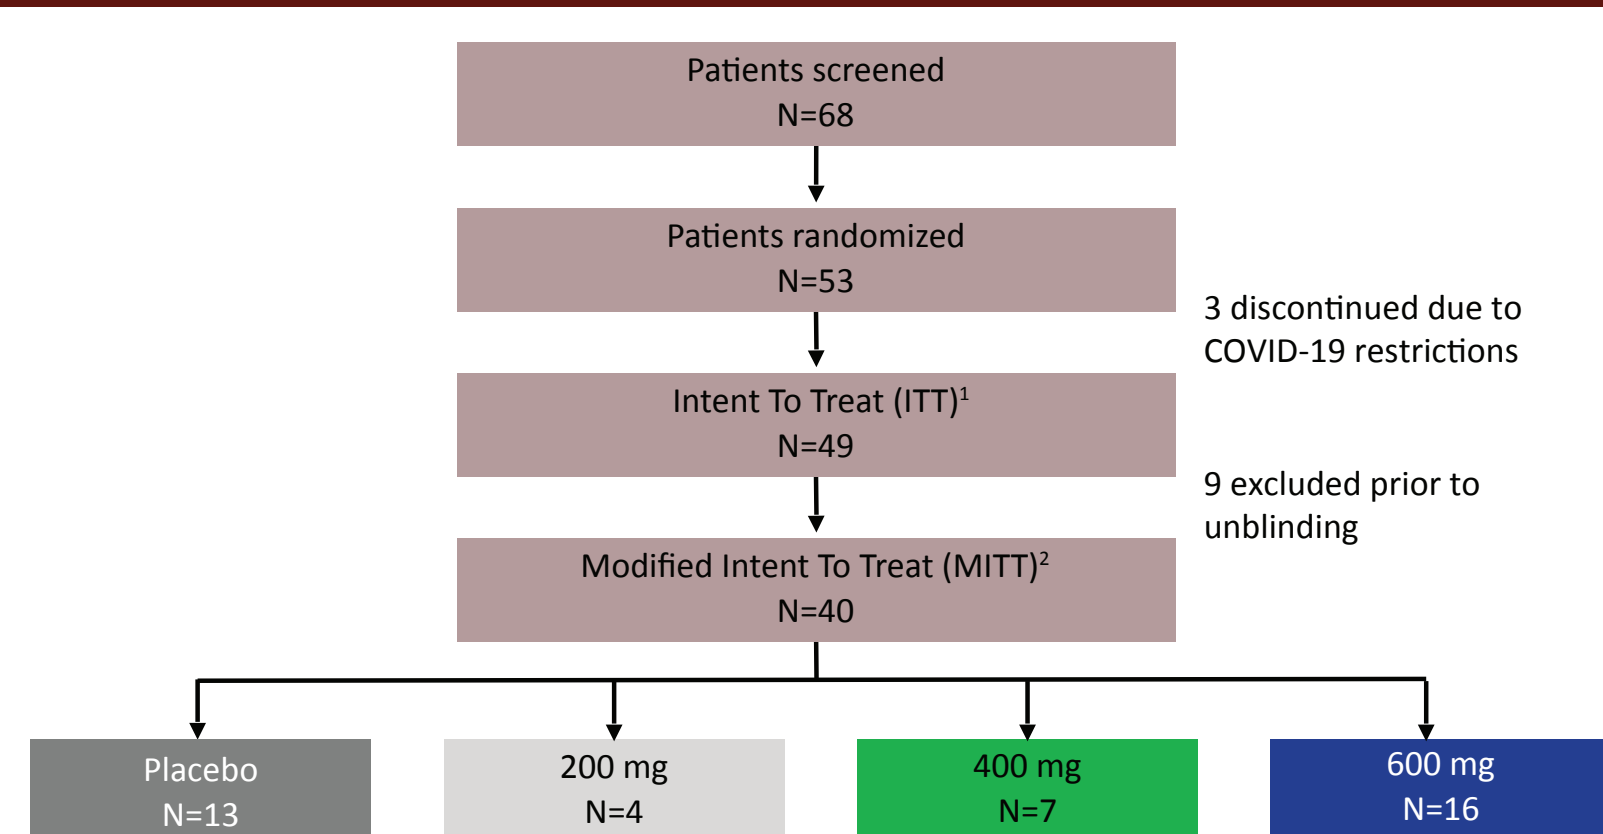 Patients screened
N=68
Patients randomized
N=53
3 discontinued due to
COVID-19 restrictions
Intent To Treat (ITT)¹
N=49
9 excluded prior to
unblinding
Modified Intent To Treat (MITT)²
N=40
Placebo
N=13
200 mg
N=4
400 mg
N=7
600 mg
N=16